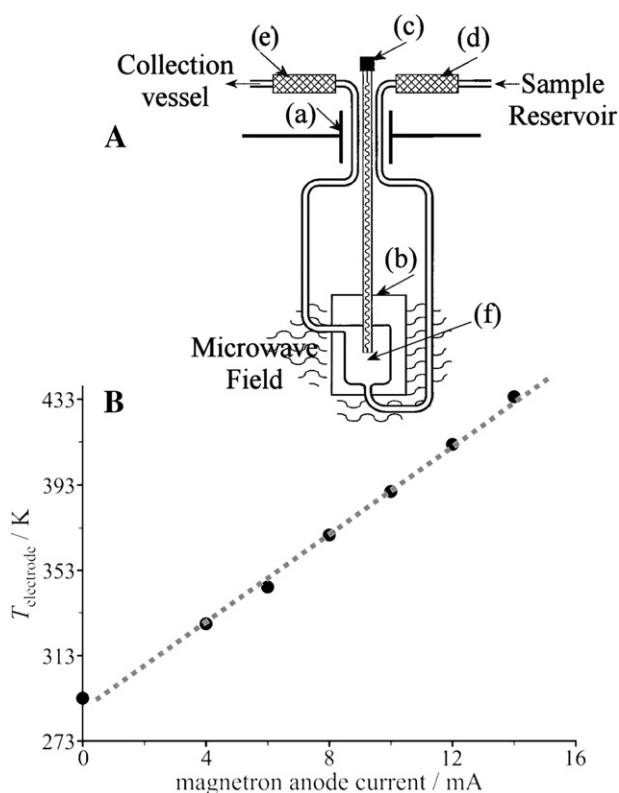 (e)
(c)
(d)
Collection
vessel
(a)
Sample
Reservoir
A
(b)
(f)
Microwave
Field
B
433
393
353
313
273
T electrode / K
0
4
8
12
16
magnetron anode current / mA